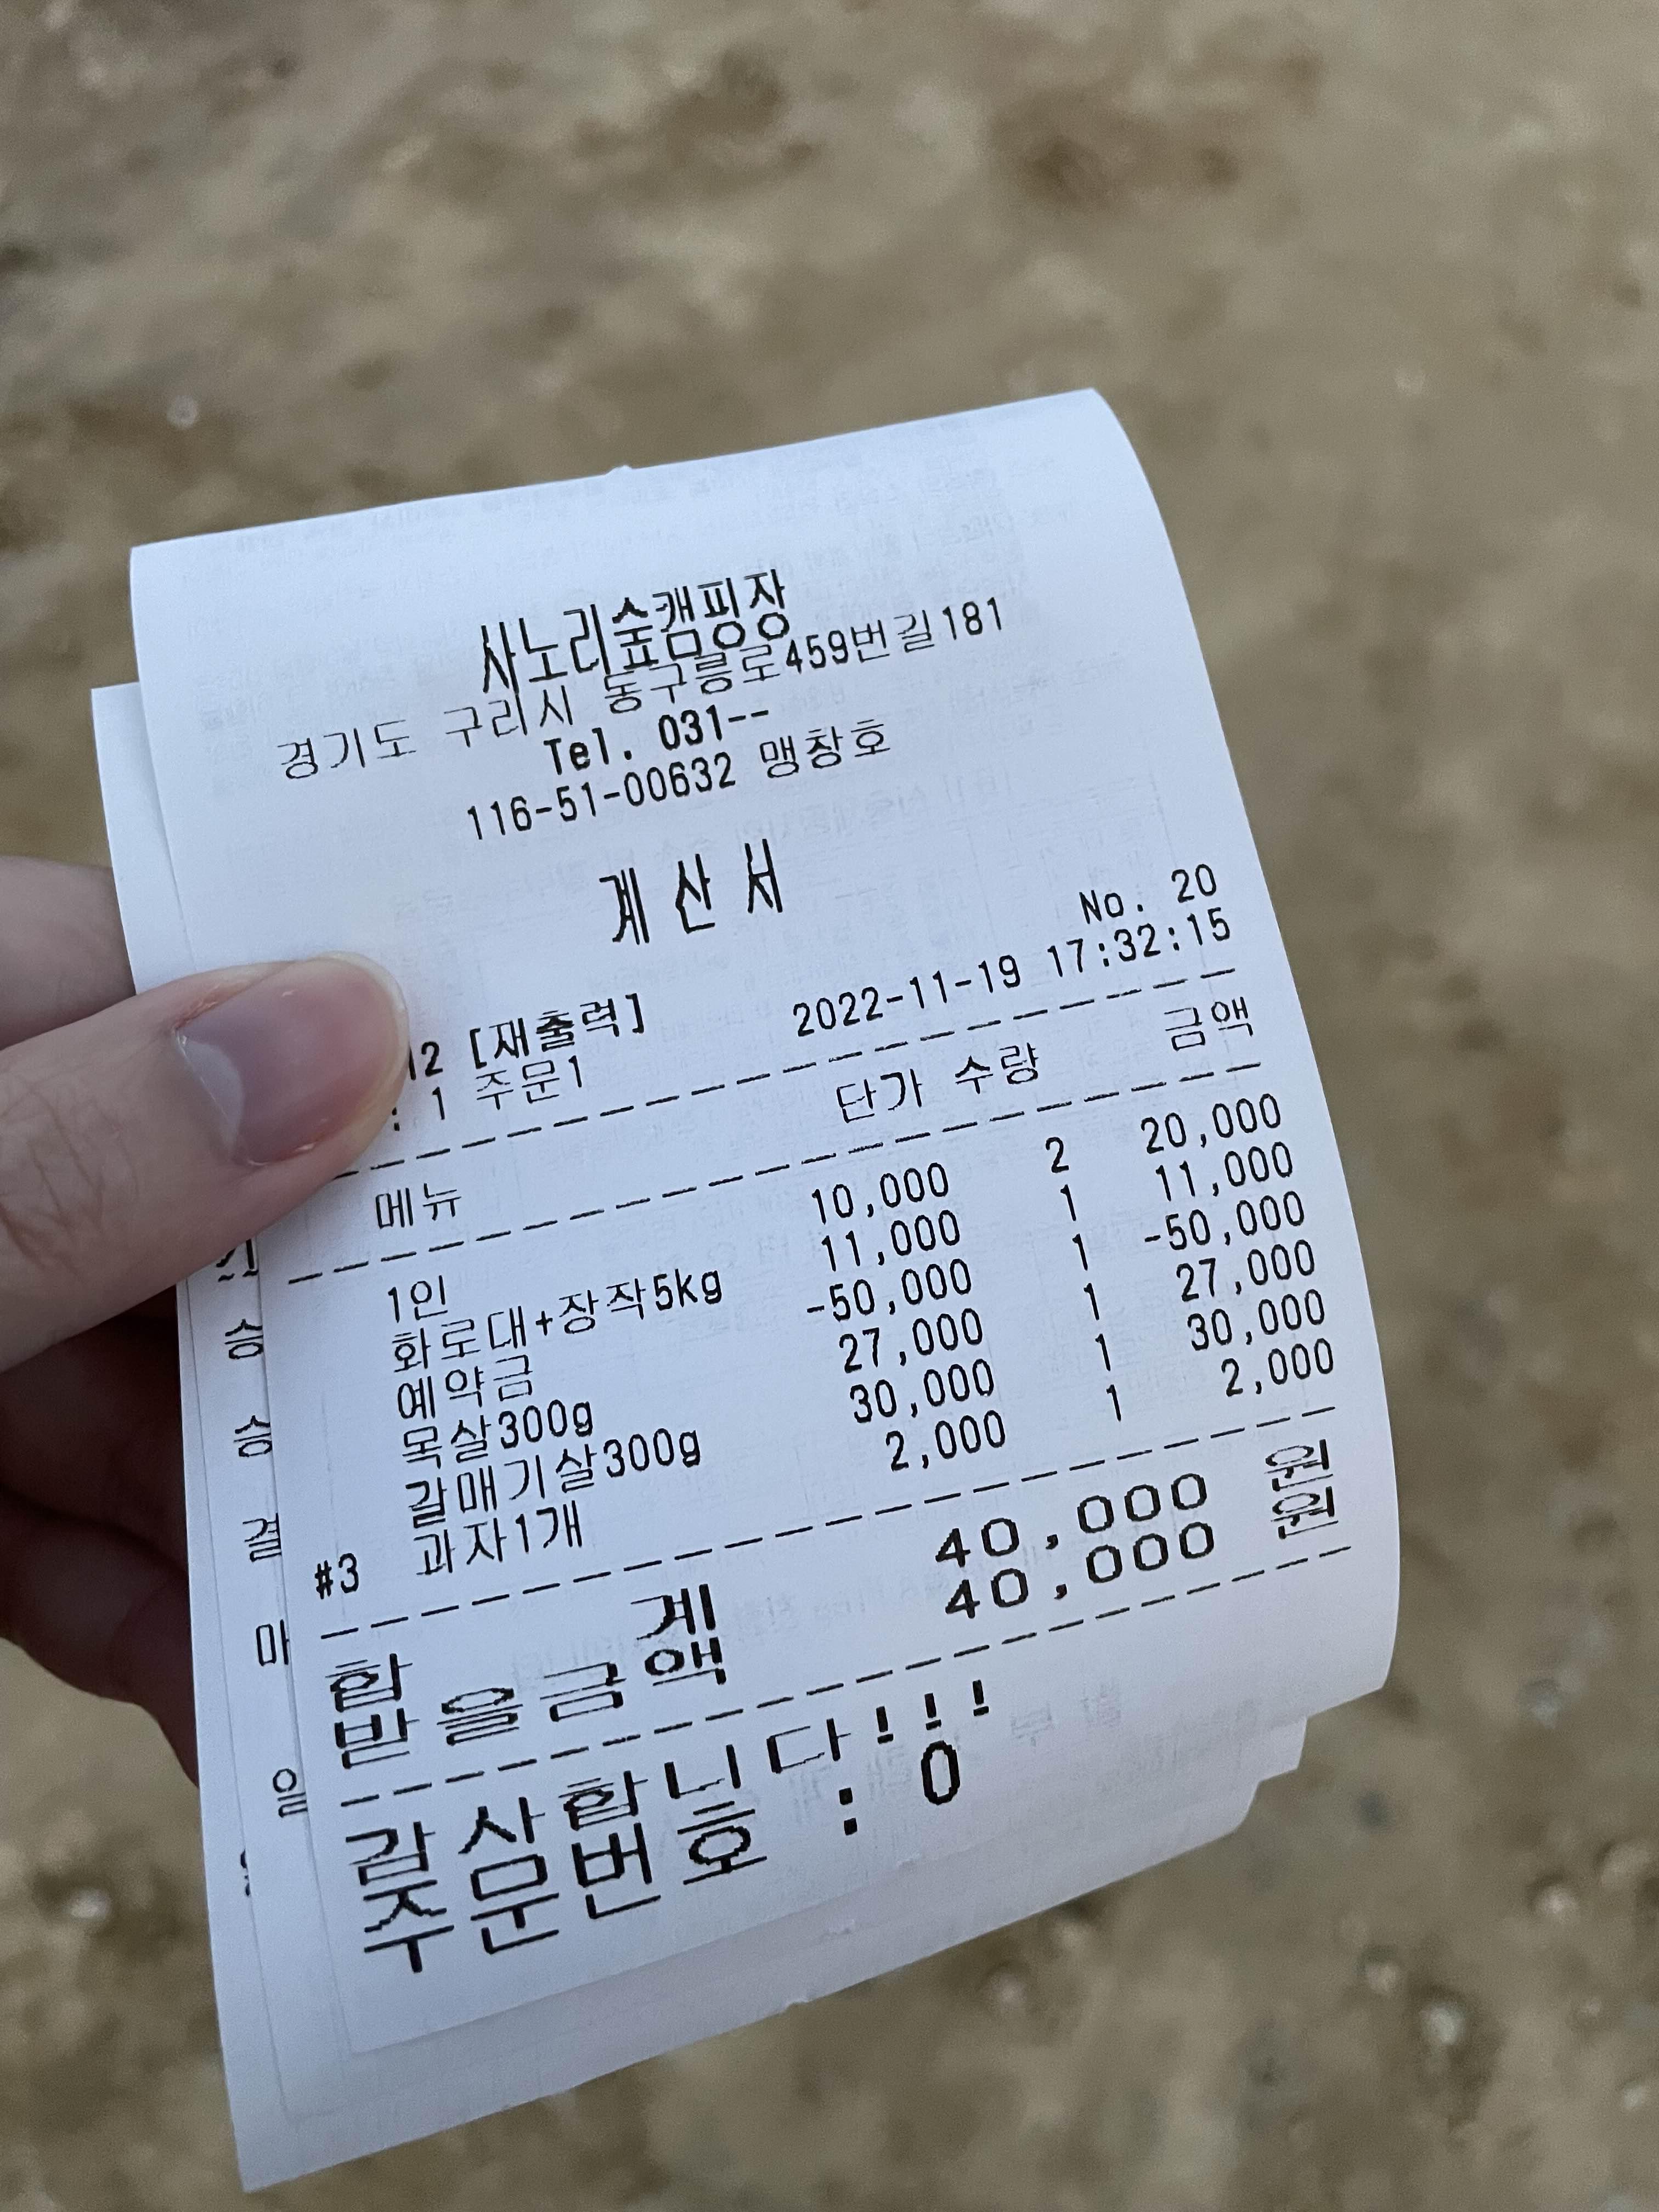 사노리숲캠핑장
경기도 구리시 동구릉로459번길181
Tel. 031--
116-51-00632 맹창호
계 산 서
No. 20
12 [재출력] 2022-11-19 17:32:15
: 1 주문1
메뉴 단가 수량 금액
1인 10,000 2 20,000
화로대+장작5kg 11,000 1 11,000
예약금 -50,000 1 -50,000
목살300g 27,000 1 27,000
갈매기살300g 30,000 1 30,000
#3 과자1개 2,000 1 2,000
합 계 40,000 원
받을금액 40,000 원
감사합니다!!!
주문번호 : 0
승
승
결
마
일